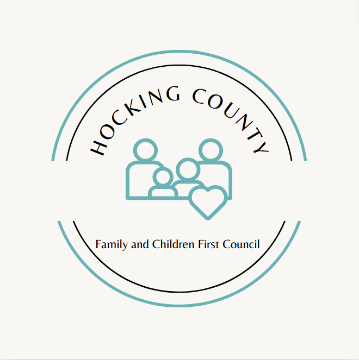 HOCKING COUNTY
Family and Children First Council